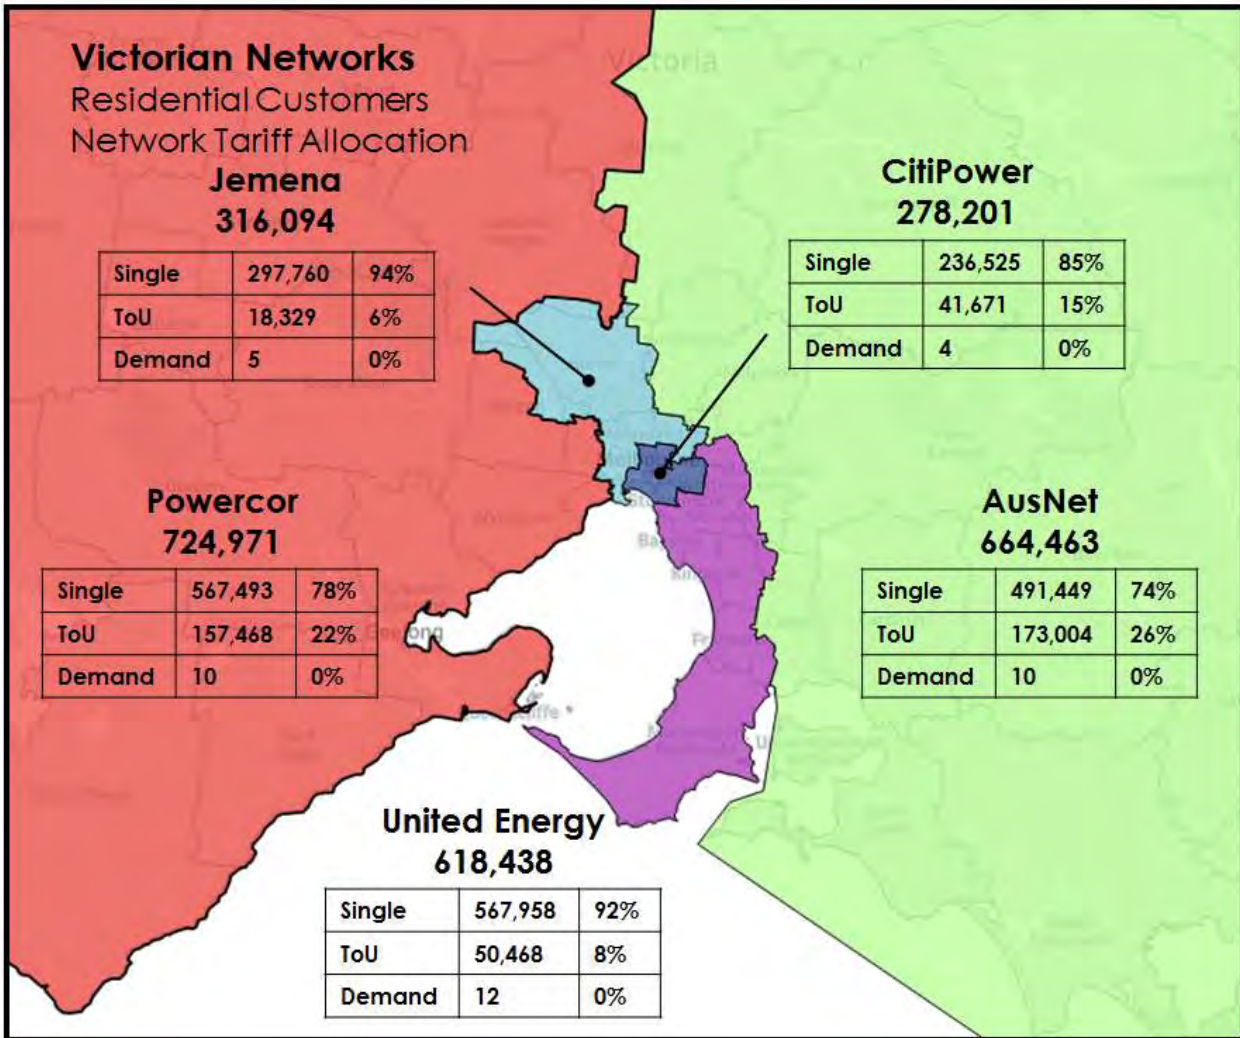 Victorian Networks
Residential Customers
Network Tariff Allocation
Victoria
Jemena
316,094
Single 297,760 94%
ToU 18,329 6%
Demand 5 0%
CitiPower
278,201
Single 236,525 85%
ToU 41,671 15%
Demand 4 0%
Powercor
724,971
Single 567,493 78%
ToU 157,468 22%
Demand 10 0%
Geelong
AusNet
664,463
Single 491,449 74%
ToU 173,004 26%
Demand 10 0%
United Energy
618,438
Single 567,958 92%
ToU 50,468 8%
Demand 12 0%